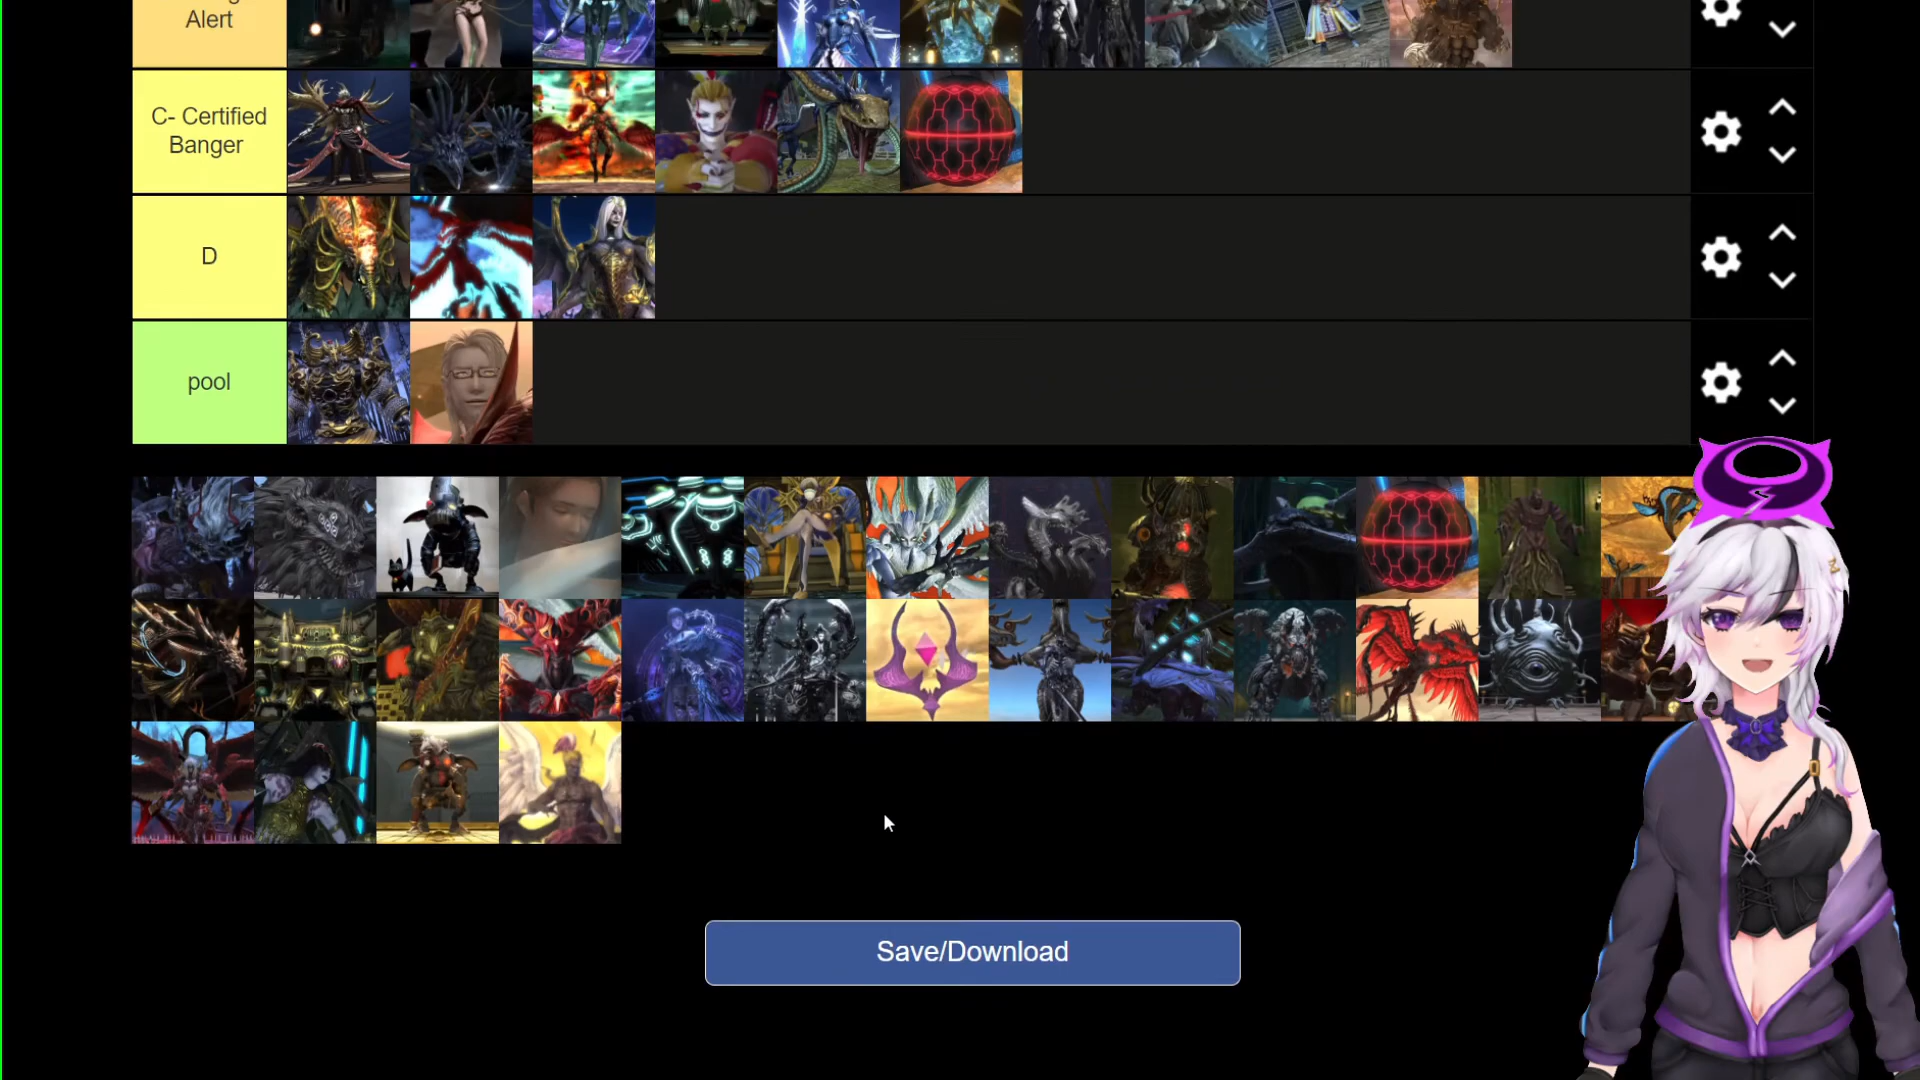 Alert
C- Certified
Banger
D
pool
Save/Download